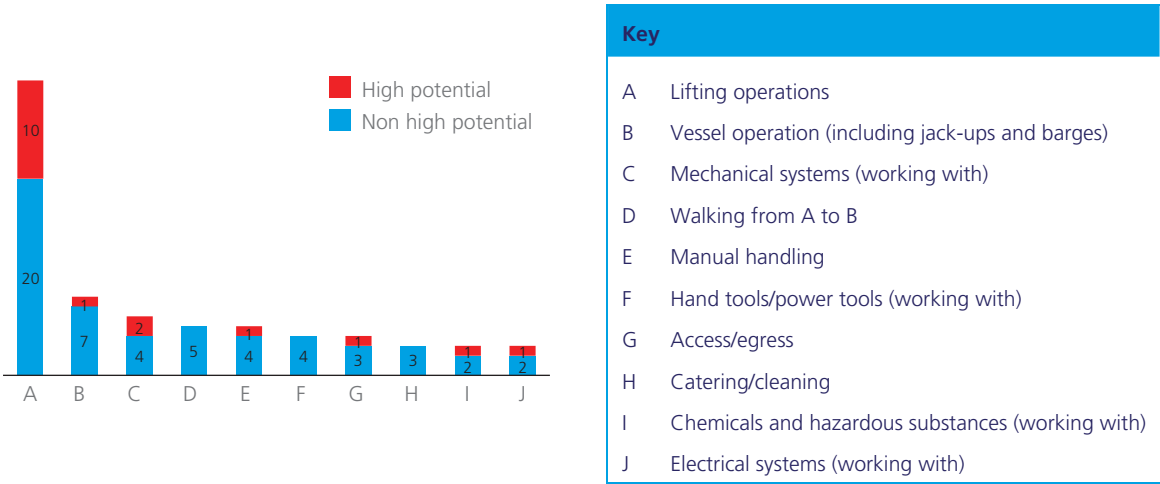 High potential
Non high potential
10
20
1
7
2
4
5
1
4
4
1
3
3
1
2
1
2
A B C D E F G H I J
Key
A Lifting operations
B Vessel operation (including jack-ups and barges)
C Mechanical systems (working with)
D Walking from A to B
E Manual handling
F Hand tools/power tools (working with)
G Access/egress
H Catering/cleaning
I Chemicals and hazardous substances (working with)
J Electrical systems (working with)